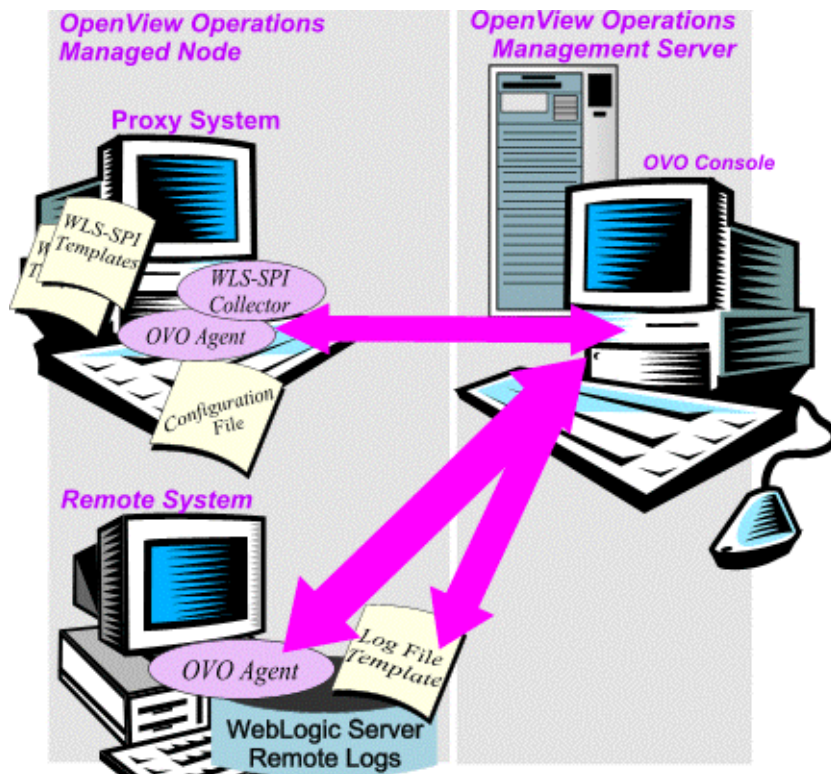 OpenView Operations
Managed Node
OpenView Operations
Management Server
Proxy System
OVO Console
WLS-SPI
Templates
W
T
WLS-SPI
Collector
OVO Agent
Configuration
File
Remote System
OVO Agent
Log File
Template
WebLogic Server
Remote Logs